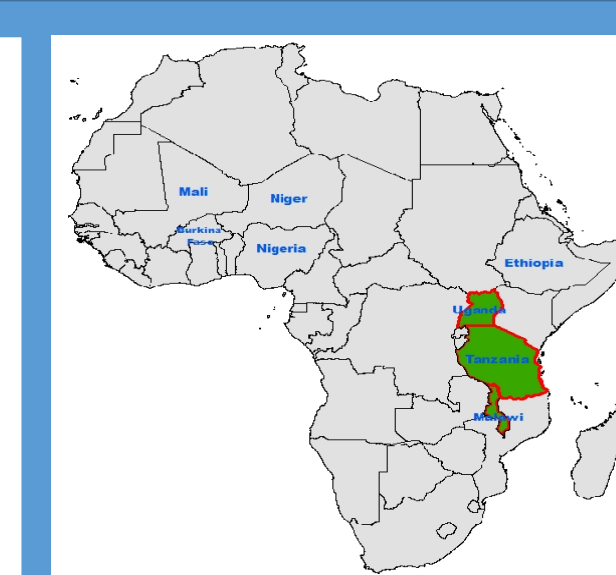 Mali
Niger
Burkina
Faso
Nigeria
Ethiopia
Uganda
Tanzania
Malawi